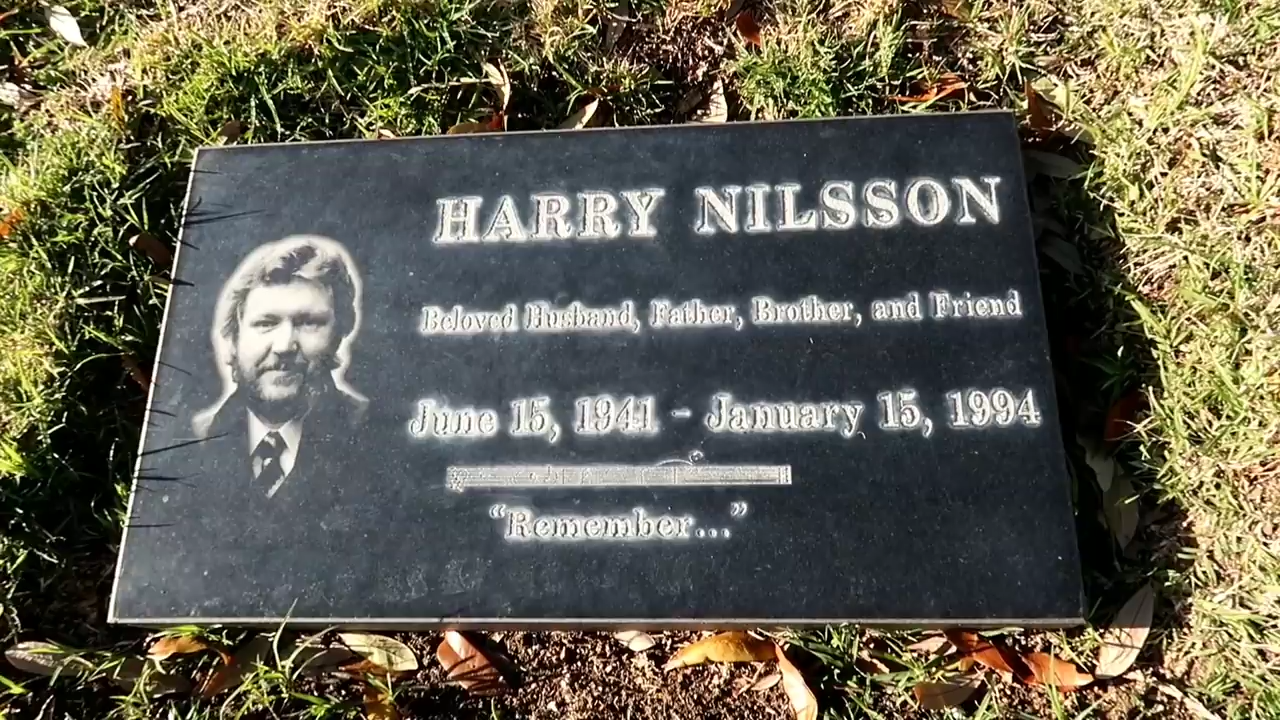 HARRY NILSSON
Beloved Husband, Father, Brother, and Friend
June 15, 1941 - January 15, 1994
“Remember...”